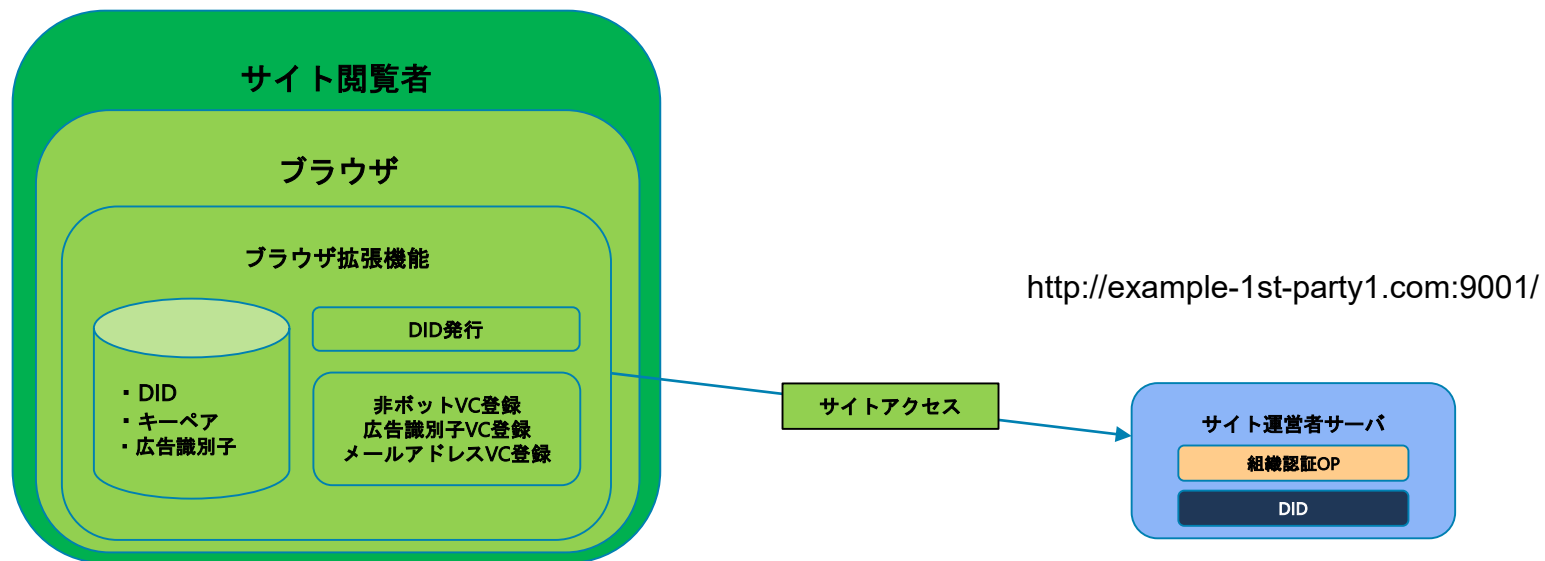 サイト閲覧者
ブラウザ
ブラウザ拡張機能
・DID
・キーペア
・広告識別子
DID発行
非ボットVC登録
広告識別子VC登録
メールアドレスVC登録
サイトアクセス
http://example-1st-party1.com:9001/
サイト運営者サーバ
組織認証OP
DID